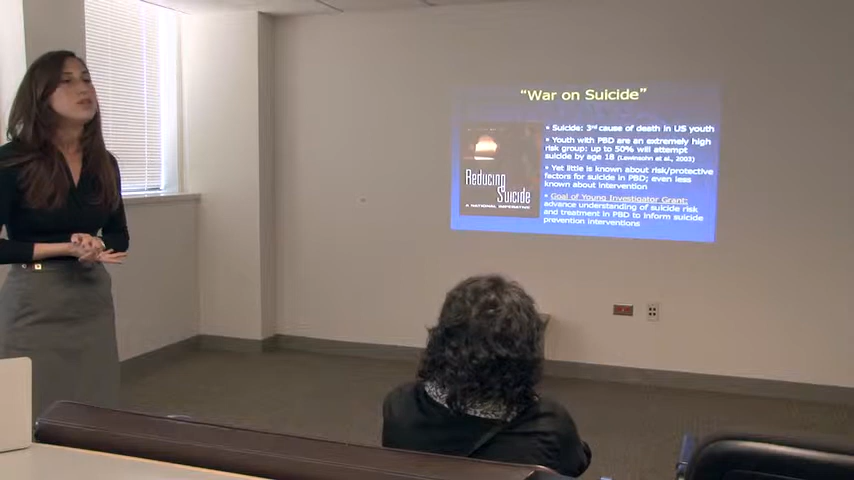 “War on Suicide”
Reducing
Suicide
A NATIONAL IMPERATIVE
• Suicide: 3rd cause of death in US youth
• Youth with PBD are an extremely high
risk group: up to 50% will attempt
suicide by age 18 (Lewinsohn et al., 2003)
• Yet little is known about risk/protective
factors for suicide in PBD; even less
known about intervention
• Goal of Young Investigator Grant:
advance understanding of suicide risk
and treatment in PBD to inform suicide
prevention interventions